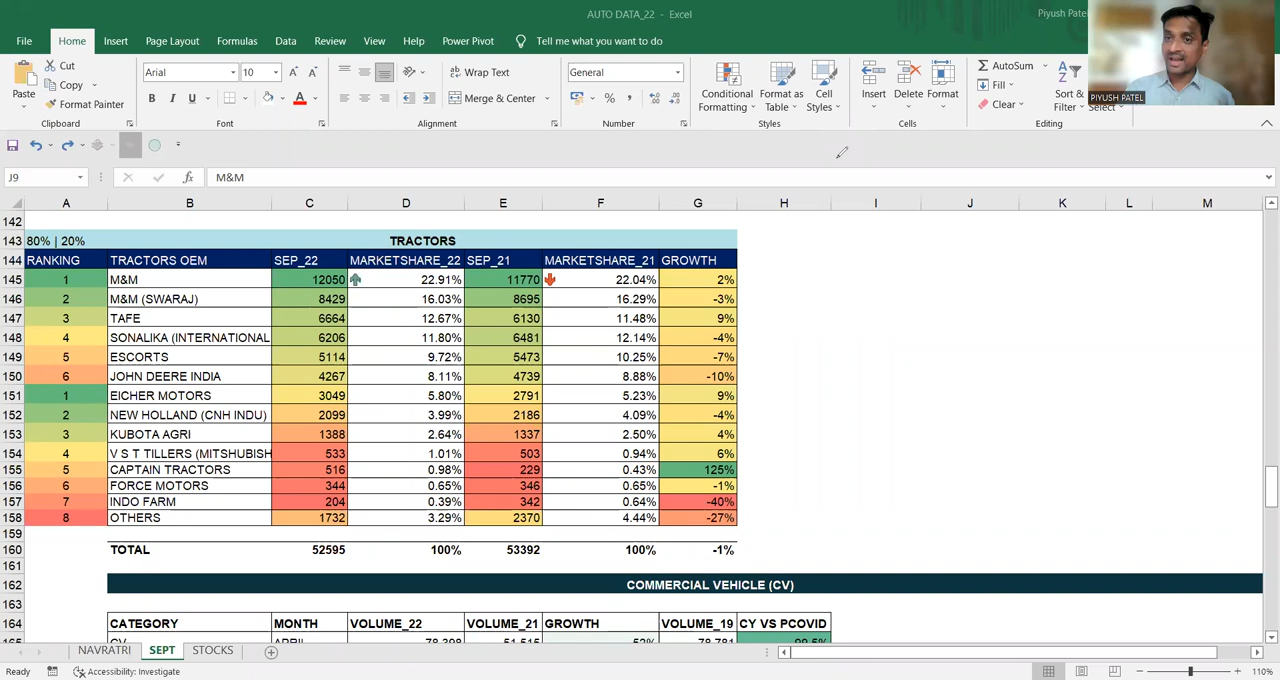 AUTO DATA_22 - Excel
Piyush Patel
File Home Insert Page Layout Formulas Data Review View Help Power Pivot Tell me what you want to do
Paste
Cut
Copy
Format Painter
Clipboard
Arial 10
B I U
Font
Wrap Text
Merge & Center
Alignment
General
Number
Conditional Formatting
Format as Table
Cell Styles
Styles
Insert Delete Format
Cells
AutoSum
Fill
Clear
Sort & Filter
Select
Editing
PIYUSH PATEL
J9 fx M&M
A B C D E F G H I J K L M
142
143 80% | 20% TRACTORS
144 RANKING TRACTORS OEM SEP_22 MARKETSHARE_22 SEP_21 MARKETSHARE_21 GROWTH
145 1 M&M 12050 22.91% 11770 22.04% 2%
146 2 M&M (SWARAJ) 8429 16.03% 8695 16.29% -3%
147 3 TAFE 6664 12.67% 6130 11.48% 9%
148 4 SONALIKA (INTERNATIONAL 6206 11.80% 6481 12.14% -4%
149 5 ESCORTS 5114 9.72% 5473 10.25% -7%
150 6 JOHN DEERE INDIA 4267 8.11% 4739 8.88% -10%
151 1 EICHER MOTORS 3049 5.80% 2791 5.23% 9%
152 2 NEW HOLLAND (CNH INDU) 2099 3.99% 2186 4.09% -4%
153 3 KUBOTA AGRI 1388 2.64% 1337 2.50% 4%
154 4 V S T TILLERS (MITSHUBISH 533 1.01% 503 0.94% 6%
155 5 CAPTAIN TRACTORS 516 0.98% 229 0.43% 125%
156 6 FORCE MOTORS 344 0.65% 346 0.65% -1%
157 7 INDO FARM 204 0.39% 342 0.64% -40%
158 8 OTHERS 1732 3.29% 2370 4.44% -27%
159
160 TOTAL 52595 100% 53392 100% -1%
161
162 COMMERCIAL VEHICLE (CV)
163
164 CATEGORY MONTH VOLUME_22 VOLUME_21 GROWTH VOLUME_19 CY VS PCOVID
165 CV APRIL 78,398 51,515 52% 78,781 99.5%
NAVRATRI SEPT STOCKS
Ready Accessibility: Investigate 110%